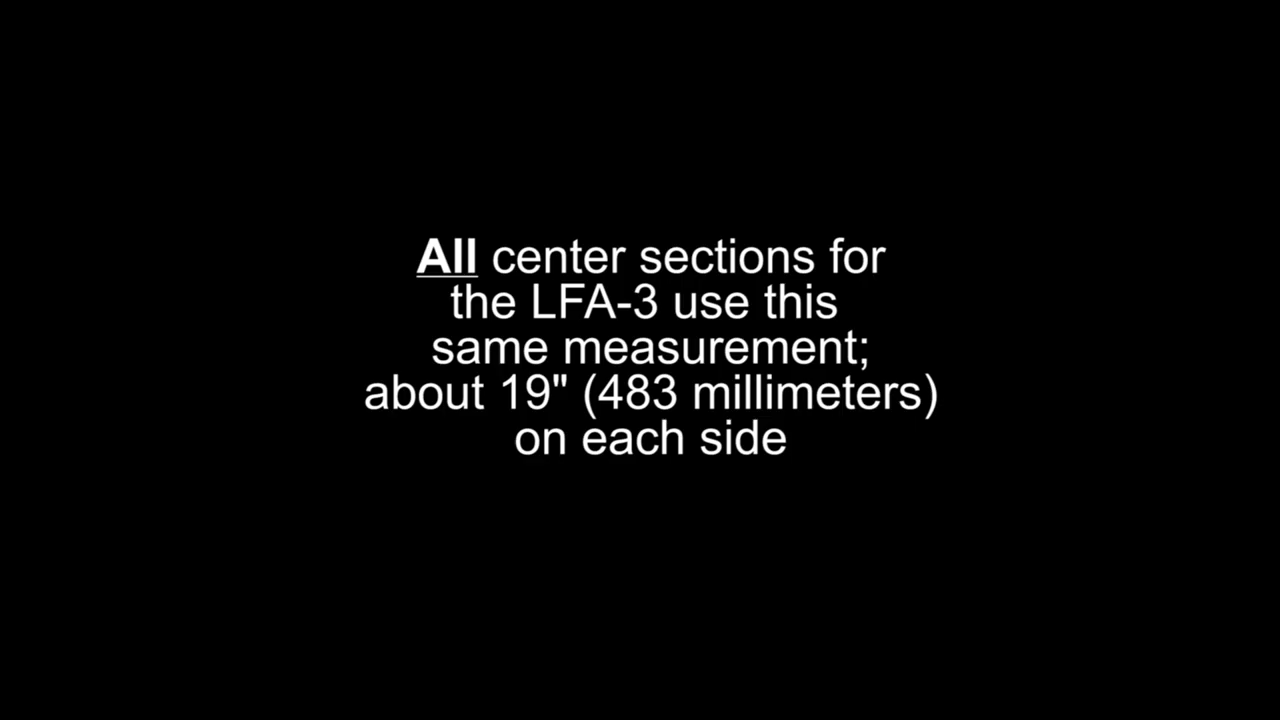 All center sections for
the LFA-3 use this
same measurement;
about 19" (483 millimeters)
on each side